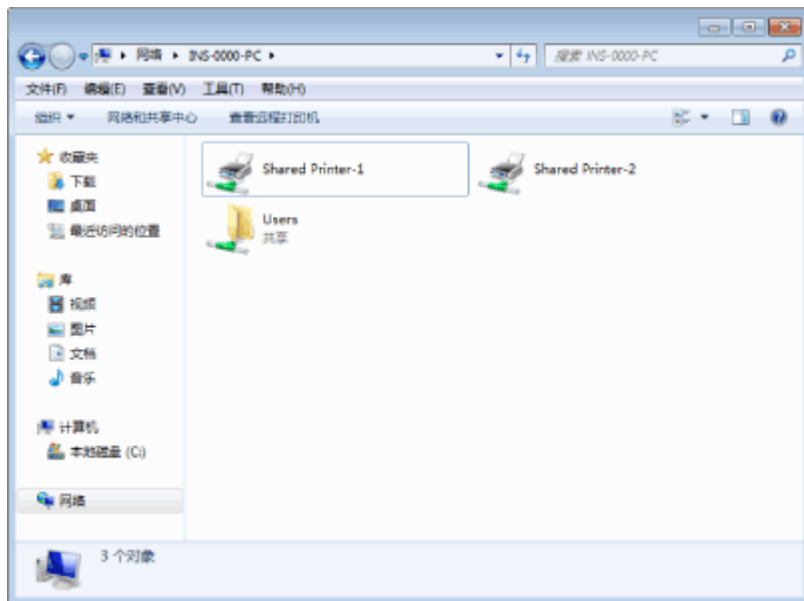 网络 INS-0000-PC
搜索 INS-0000-PC
文件(F) 编辑(E) 查看(V) 工具(T) 帮助(H)
组织 网络和共享中心 查看远程打印机
收藏夹
下载
桌面
最近访问的位置
库
视频
图片
文档
音乐
计算机
本地磁盘 (C:)
网络
Shared Printer-1
Shared Printer-2
Users
共享
3 个对象